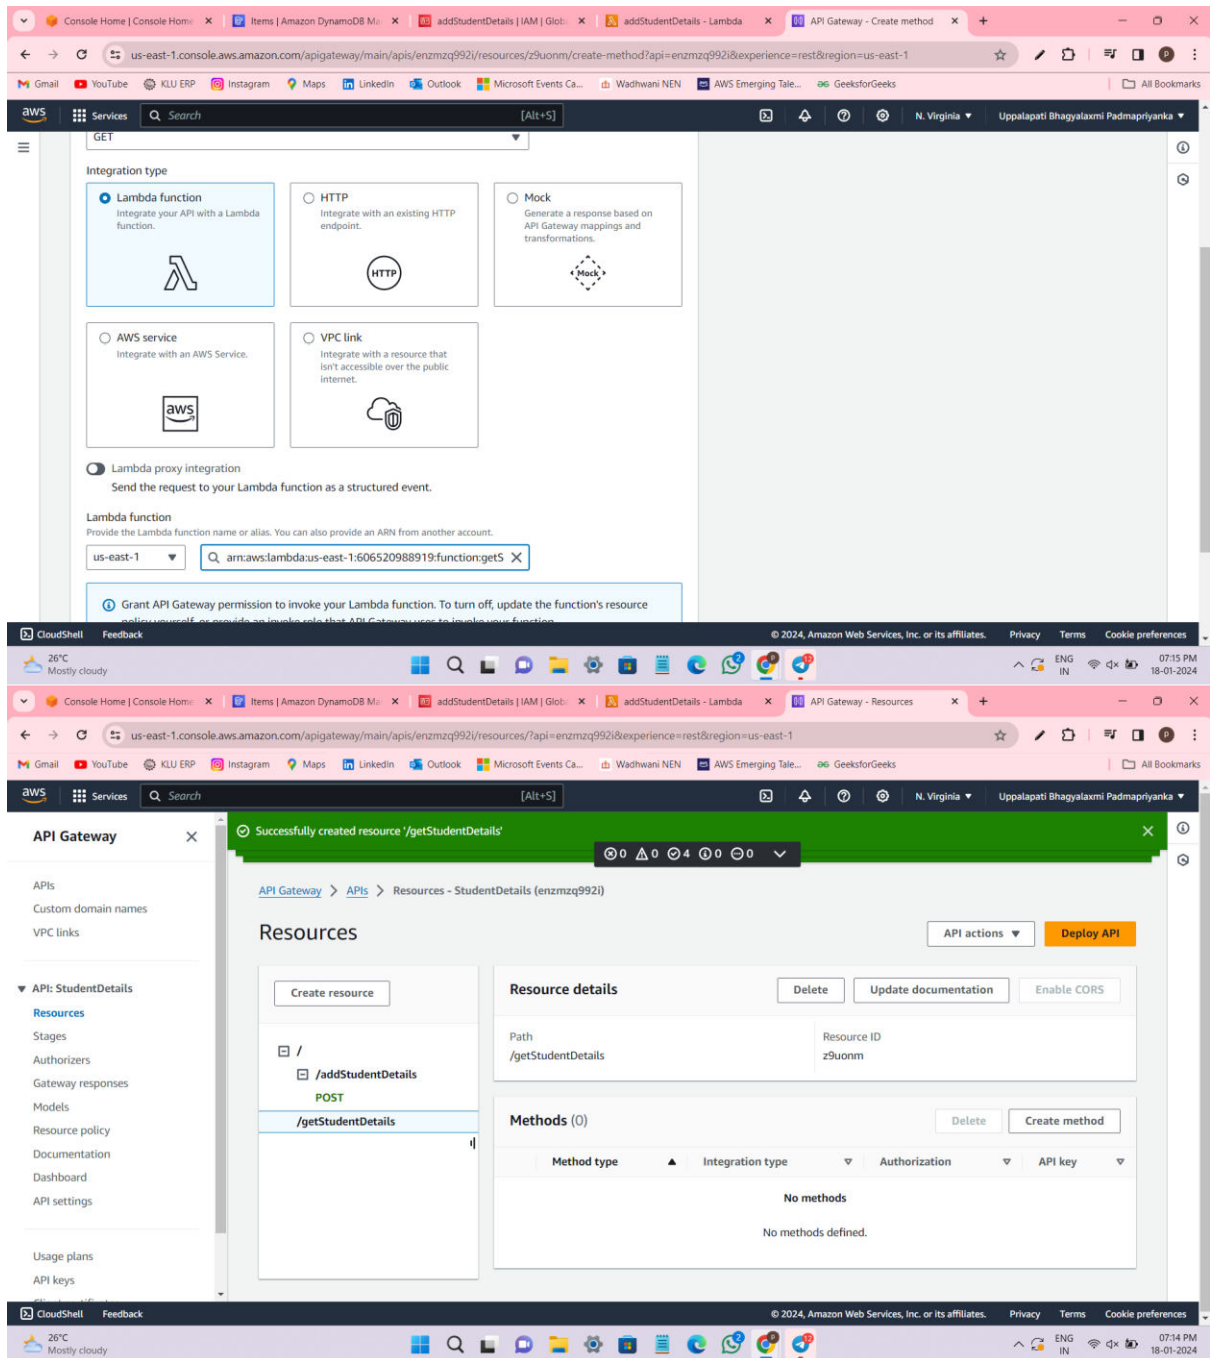 Console Home | Console Home
Items | Amazon DynamoDB Ma
addStudentDetails | IAM | Glob
addStudentDetails - Lambda
API Gateway - Create method
us-east-1.console.aws.amazon.com/apigateway/main/apis/enzmzq992i/resources/z9uonm/create-method?api=enzmzq992i&experience=rest&region=us-east-1
Gmail YouTube KLU ERP Instagram Maps LinkedIn Outlook Microsoft Events Ca... Wadhwani NEN AWS Emerging Tale... GeeksforGeeks All Bookmarks
aws Services Search [Alt+S] N. Virginia Uppalapati Bhagyalaxmi Padmapriyanka
GET
Integration type
Lambda function
Integrate your API with a Lambda
function.
HTTP
Integrate with an existing HTTP
endpoint.
HTTP
Mock
Generate a response based on
API Gateway mappings and
transformations.
Mock
AWS service
Integrate with an AWS Service.
aws
VPC link
Integrate with a resource that
isn't accessible over the public
internet.
Lambda proxy integration
Send the request to your Lambda function as a structured event.
Lambda function
Provide the Lambda function name or alias. You can also provide an ARN from another account.
us-east-1 arn:aws:lambda:us-east-1:606520988919:function:getS
Grant API Gateway permission to invoke your Lambda function. To turn off, update the function's resource
policy yourself, or provide an invoke role that API Gateway uses to invoke your function.
CloudShell Feedback © 2024, Amazon Web Services, Inc. or its affiliates. Privacy Terms Cookie preferences
26°C
Mostly cloudy
ENG
IN
07:15 PM
18-01-2024
Console Home | Console Home
Items | Amazon DynamoDB Ma
addStudentDetails | IAM | Glob
addStudentDetails - Lambda
API Gateway - Resources
us-east-1.console.aws.amazon.com/apigateway/main/apis/enzmzq992i/resources/?api=enzmzq992i&experience=rest&region=us-east-1
Gmail YouTube KLU ERP Instagram Maps LinkedIn Outlook Microsoft Events Ca... Wadhwani NEN AWS Emerging Tale... GeeksforGeeks All Bookmarks
aws Services Search [Alt+S] N. Virginia Uppalapati Bhagyalaxmi Padmapriyanka
API Gateway
APIs
Custom domain names
VPC links
API: StudentDetails
Resources
Stages
Authorizers
Gateway responses
Models
Resource policy
Documentation
Dashboard
API settings
Usage plans
API keys
Successfully created resource '/getStudentDetails'
0 0 4 0 0
API Gateway > APIs > Resources - StudentDetails (enzmzq992i)
Resources
API actions Deploy API
Create resource
/
/addStudentDetails
POST
/getStudentDetails
Resource details
Delete Update documentation Enable CORS
Path
/getStudentDetails
Resource ID
z9uonm
Methods (0)
Delete Create method
Method type Integration type Authorization API key
No methods
No methods defined.
CloudShell Feedback © 2024, Amazon Web Services, Inc. or its affiliates. Privacy Terms Cookie preferences
26°C
Mostly cloudy
ENG
IN
07:14 PM
18-01-2024